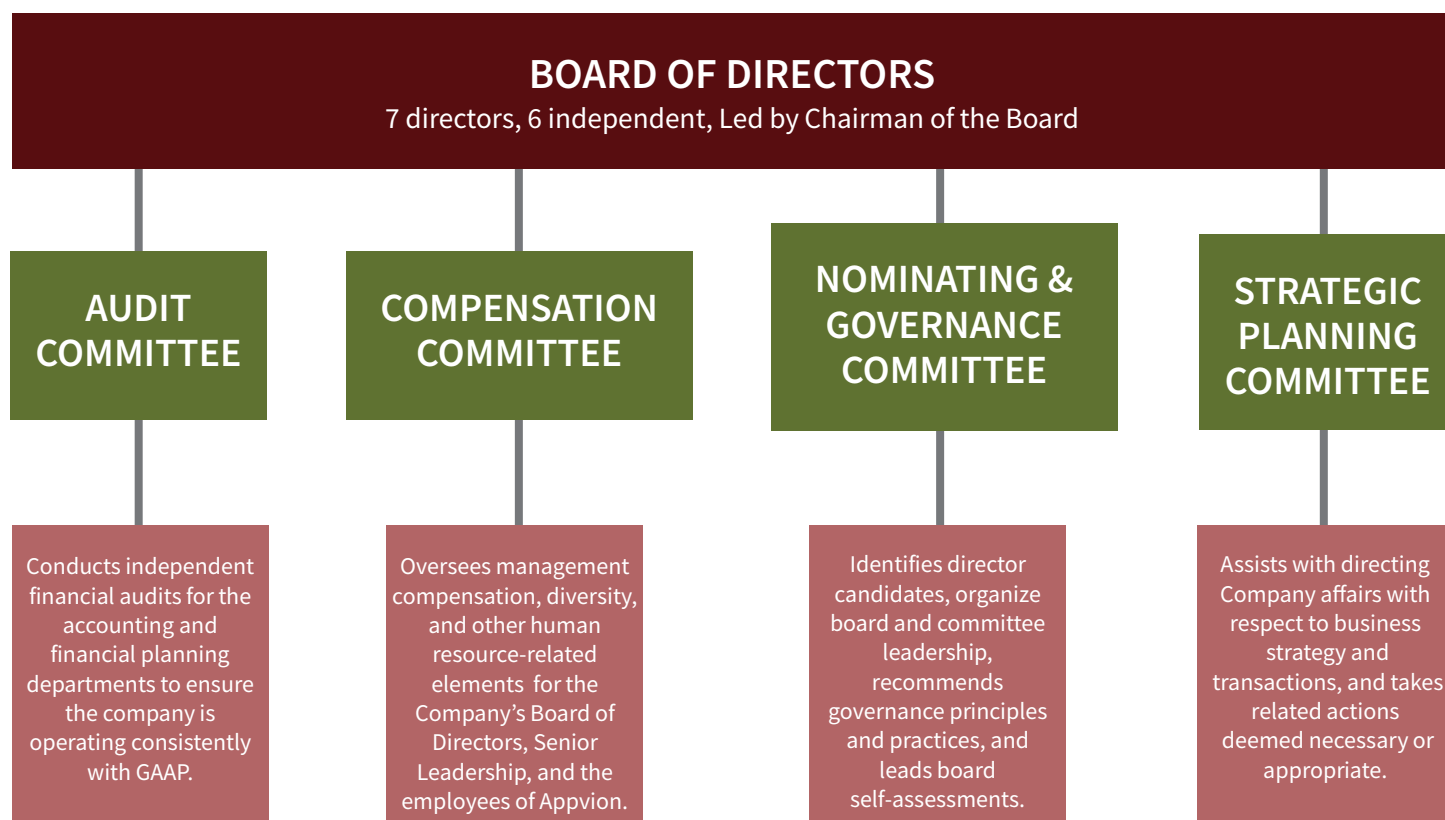 BOARD OF DIRECTORS
7 directors, 6 independent, Led by Chairman of the Board
AUDIT
COMMITTEE
COMPENSATION
COMMITTEE
NOMINATING &
GOVERNANCE
COMMITTEE
STRATEGIC
PLANNING
COMMITTEE
Conducts independent
financial audits for the
accounting and
financial planning
departments to ensure
the company is
operating consistently
with GAAP.
Oversees management
compensation, diversity,
and other human
resource-related
elements for the
Company’s Board of
Directors, Senior
Leadership, and the
employees of Appvion.
Identifies director
candidates, organize
board and committee
leadership,
recommends
governance principles
and practices, and
leads board
self-assessments.
Assists with directing
Company affairs with
respect to business
strategy and
transactions, and takes
related actions
deemed necessary or
appropriate.